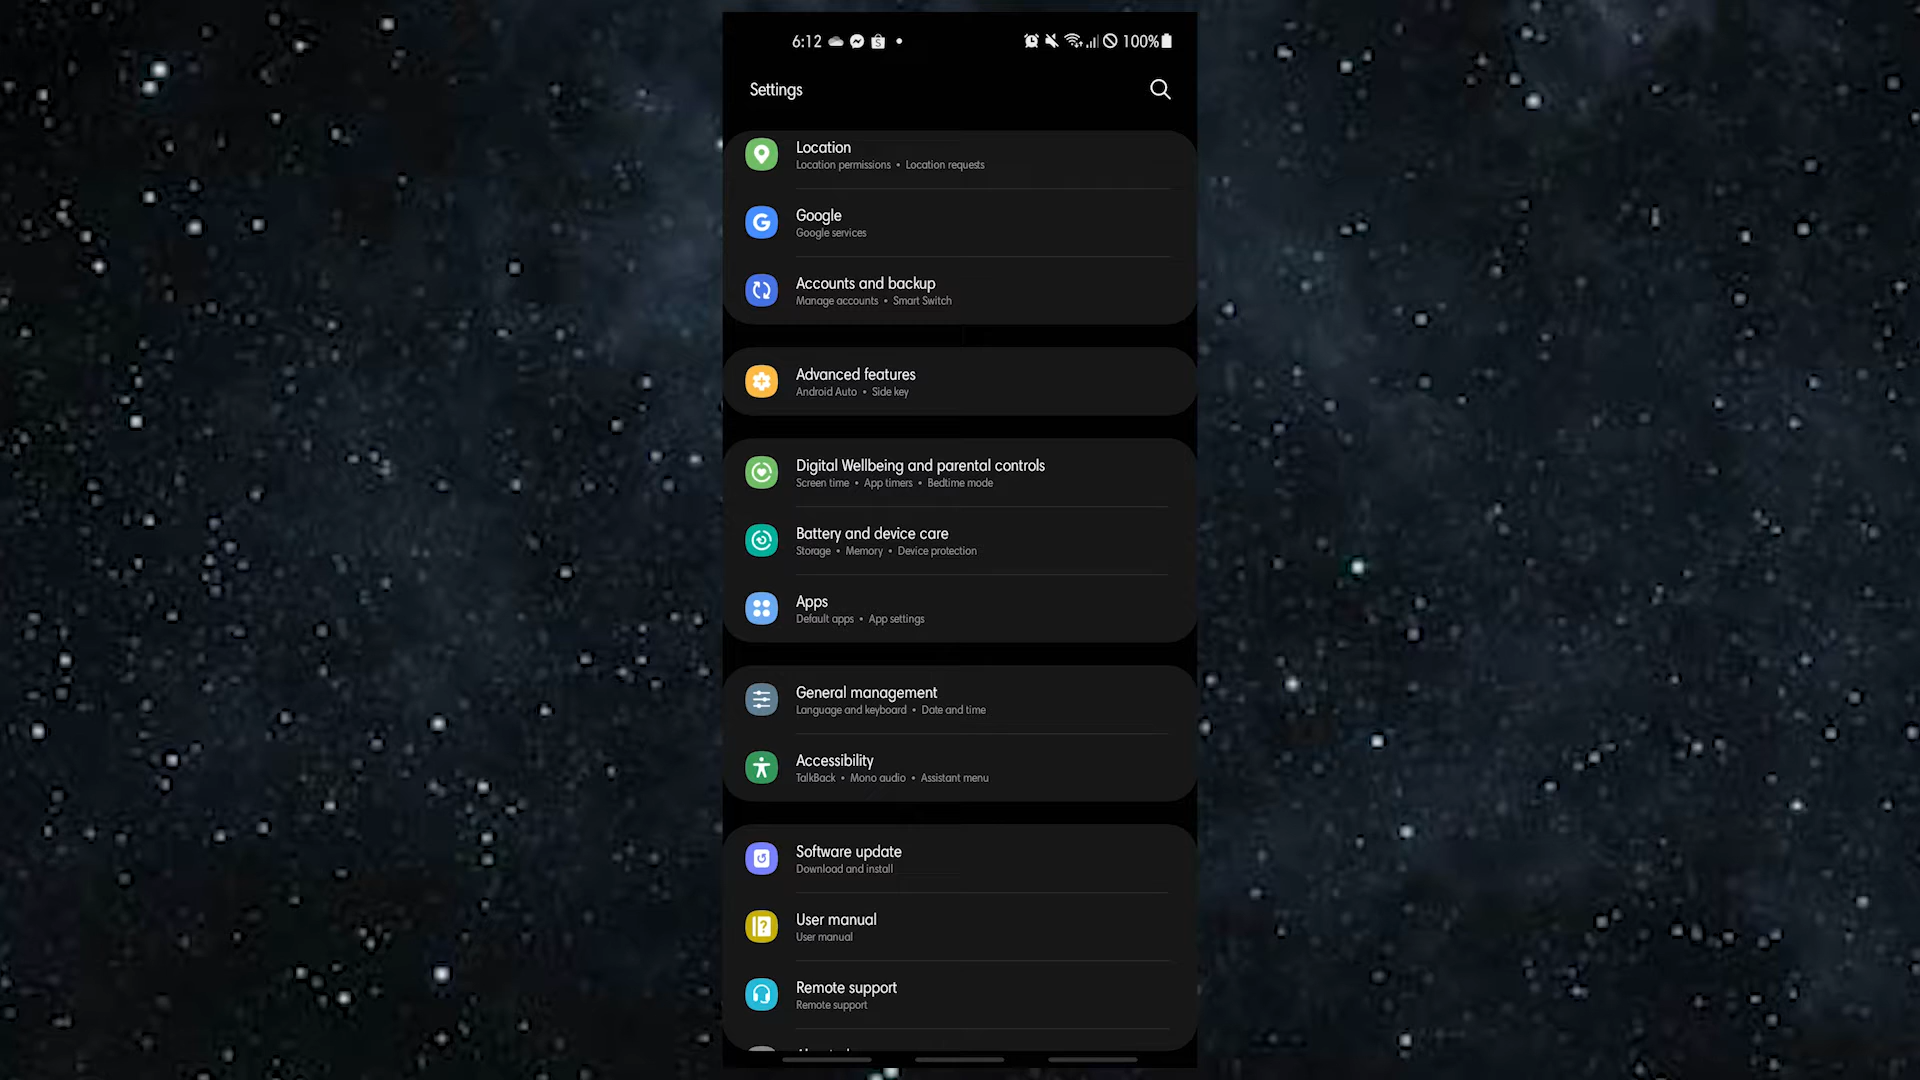 6:12
100%
Settings
Location
Location permissions • Location requests
Google
Google services
Accounts and backup
Manage accounts • Smart Switch
Advanced features
Android Auto • Side key
Digital Wellbeing and parental controls
Screen time • App timers • Bedtime mode
Battery and device care
Storage • Memory • Device protection
Apps
Default apps • App settings
General management
Language and keyboard • Date and time
Accessibility
TalkBack • Mono audio • Assistant menu
Software update
Download and install
User manual
User manual
Remote support
Remote support